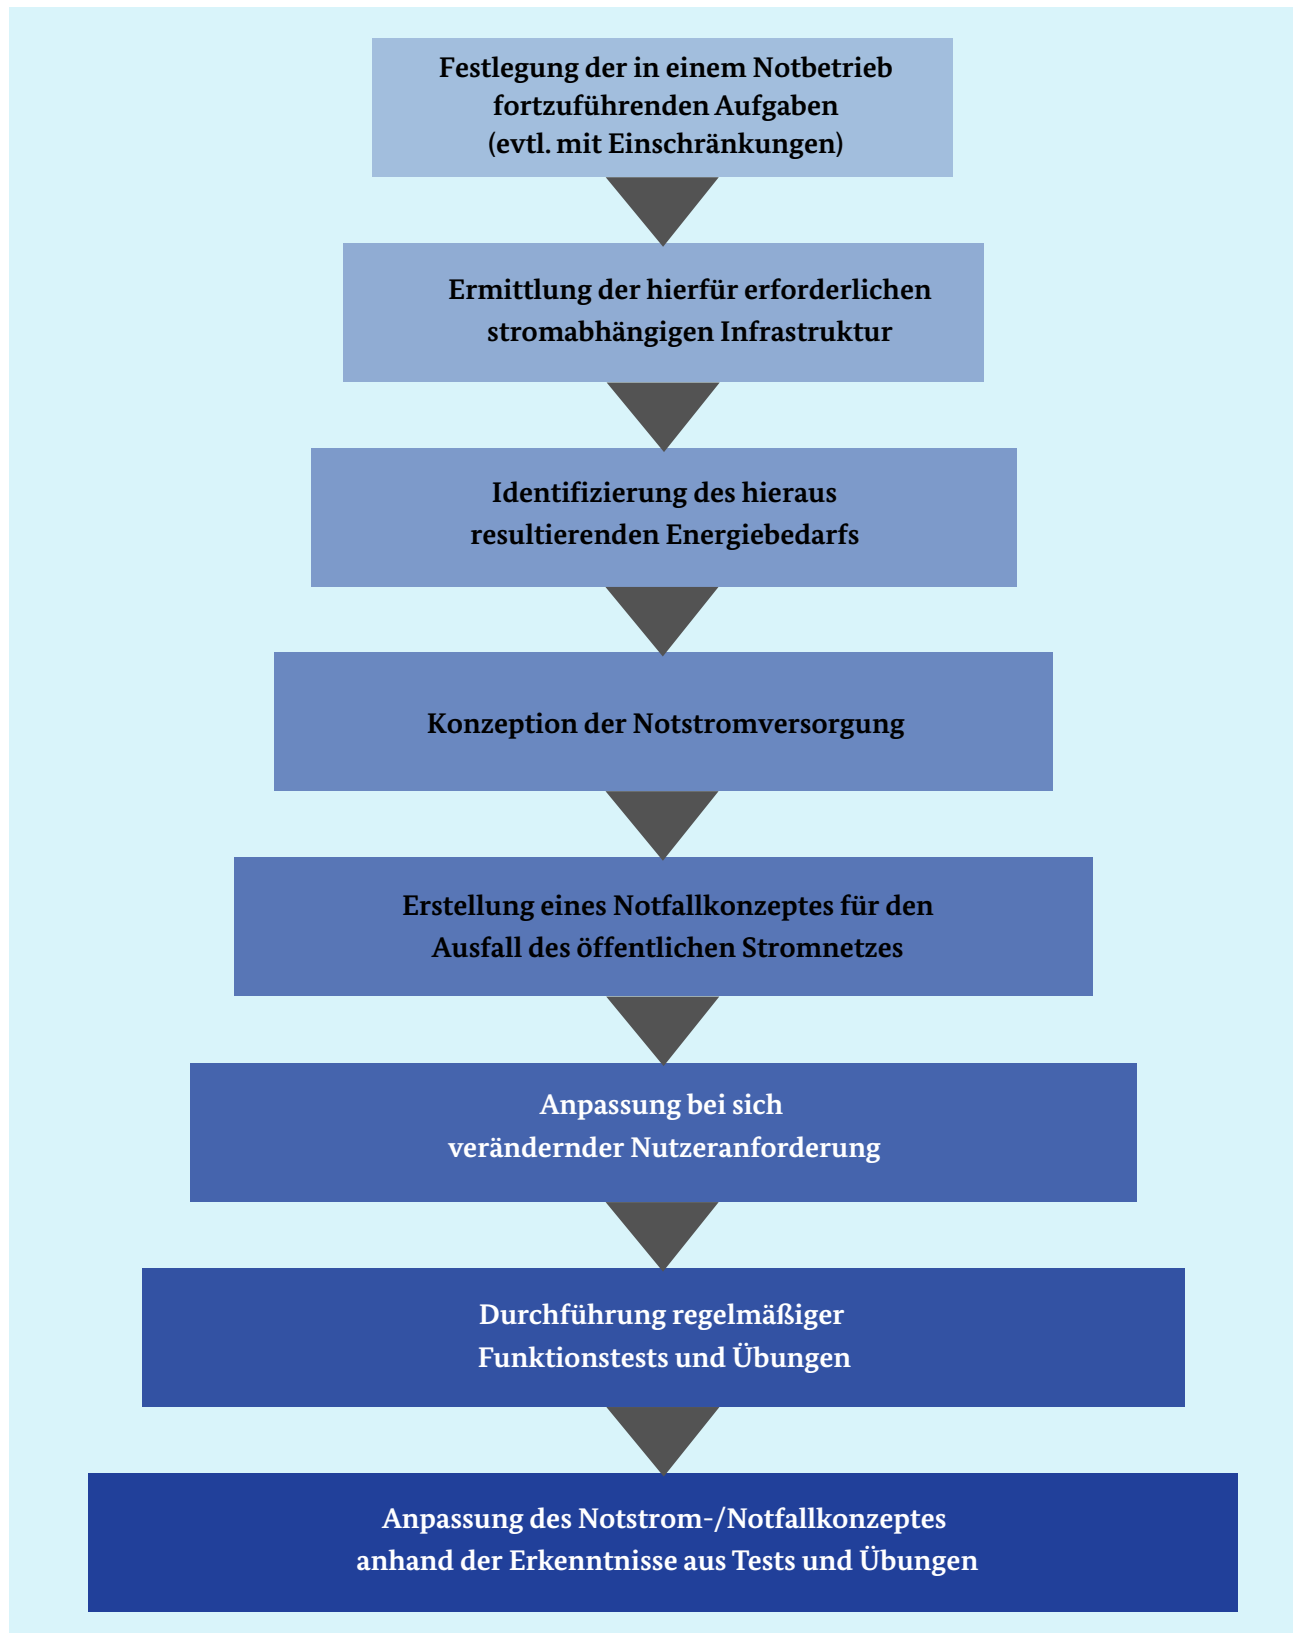 Festlegung der in einem Notbetrieb
fortzuführenden Aufgaben
(evtl. mit Einschränkungen)
Ermittlung der hierfür erforderlichen
stromabhängigen Infrastruktur
Identifizierung des hieraus
resultierenden Energiebedarfs
Konzeption der Notstromversorgung
Erstellung eines Notfallkonzeptes für den
Ausfall des öffentlichen Stromnetzes
Anpassung bei sich
verändernder Nutzeranforderung
Durchführung regelmäßiger
Funktionstests und Übungen
Anpassung des Notstrom-/Notfallkonzeptes
anhand der Erkenntnisse aus Tests und Übungen